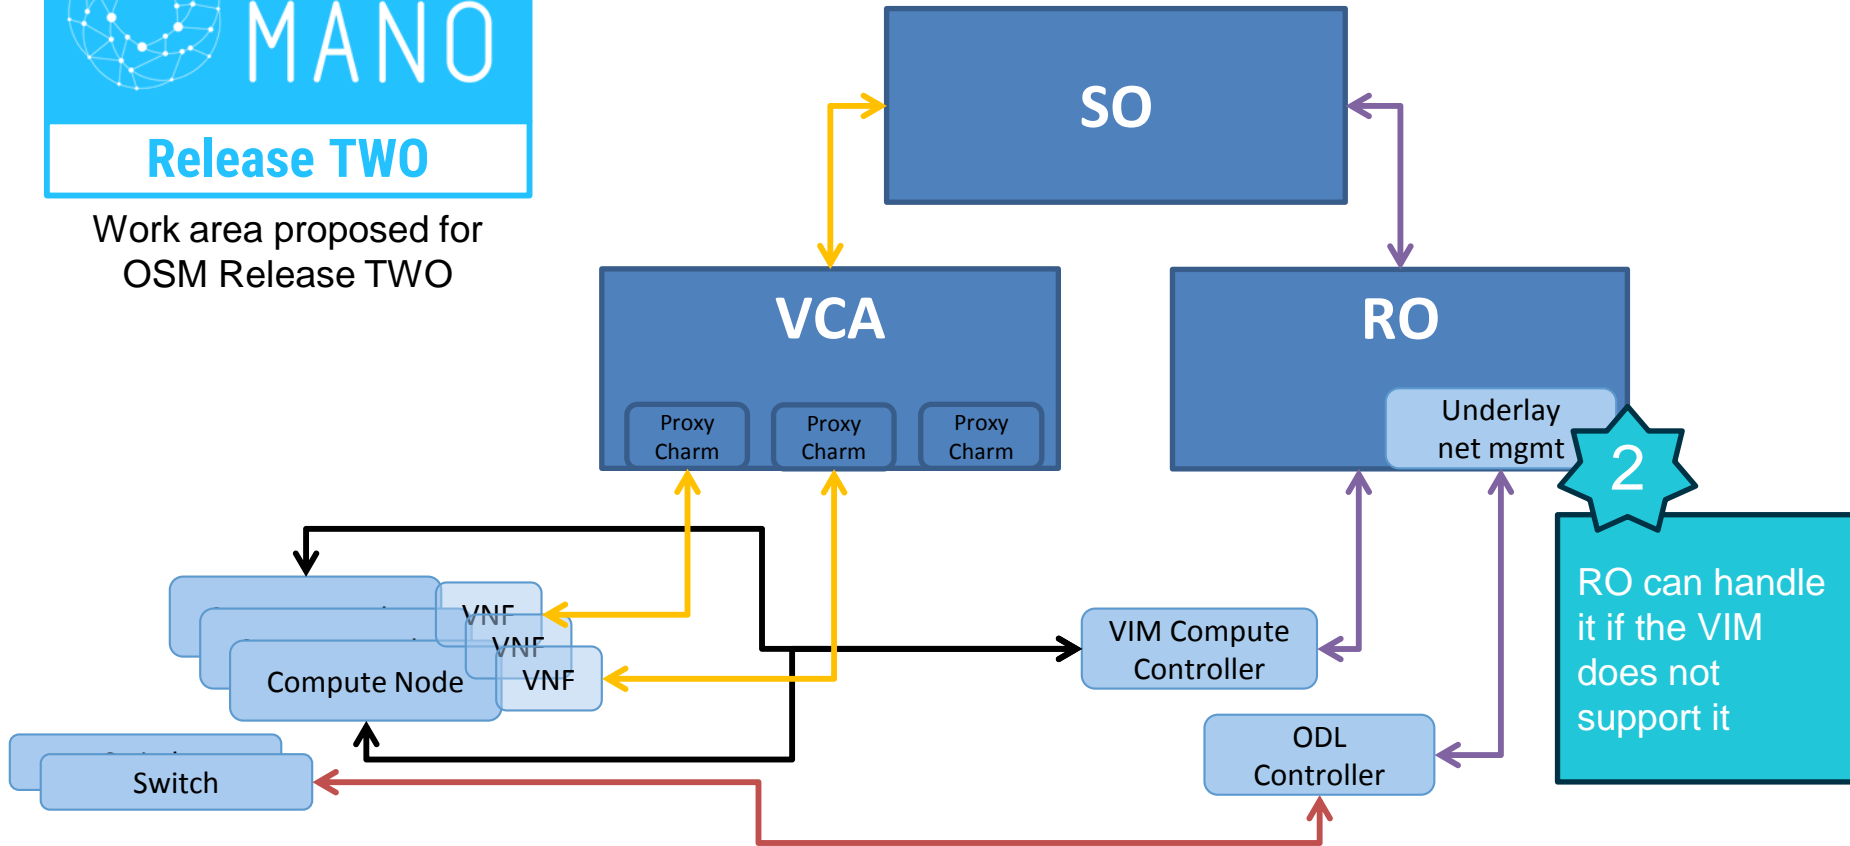 MANO
Release TWO
Work area proposed for
OSM Release TWO
SO
VCA
RO
Proxy
Charm
Proxy
Charm
Proxy
Charm
Underlay
net mgmt
2
RO can handle
it if the VIM
does not
support it
VNF
VNF
VNF
Compute Node
VIM Compute
Controller
ODL
Controller
Switch